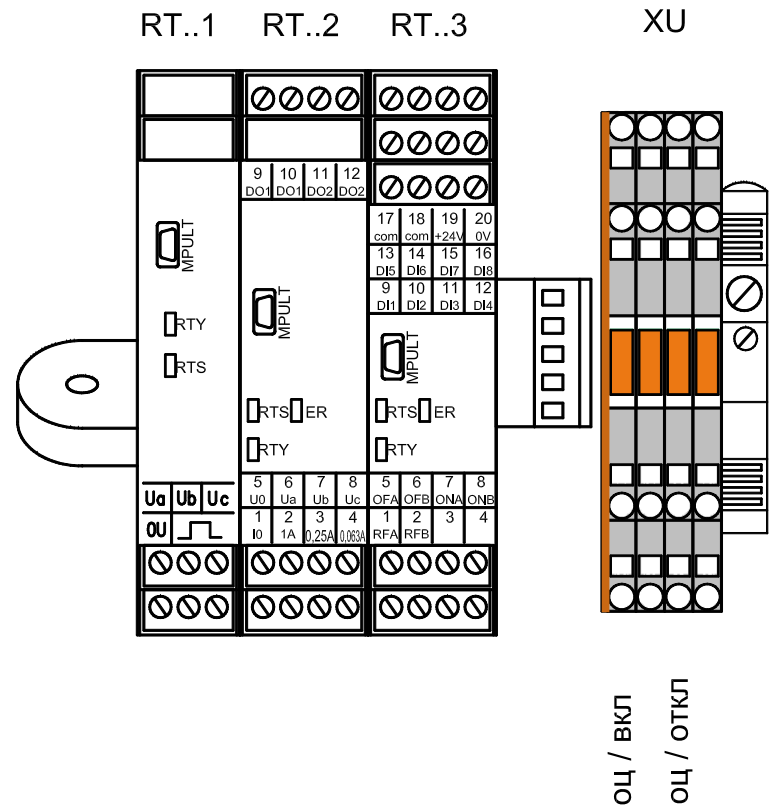 RT..1 RT..2 RT..3 XU
9 10 11 12
DO1 DO1 DO2 DO2
17 18 19 20
com com +24V 0V
13 14 15 16
DI5 DI6 DI7 DI8
9 10 11 12
DI1 DI2 DI3 DI4
MPULT
MPULT
MPULT
RTY
RTS
RTS ER
RTY
RTS ER
RTY
Ua Ub Uc
0U
5 6 7 8
U0 Ua Ub Uc
1 2 3 4
I0 1A 0,25A 0,063A
5 6 7 8
OFA OFB ONA ONB
1 2 3 4
RFA RFB
оц / вкл
оц / откл